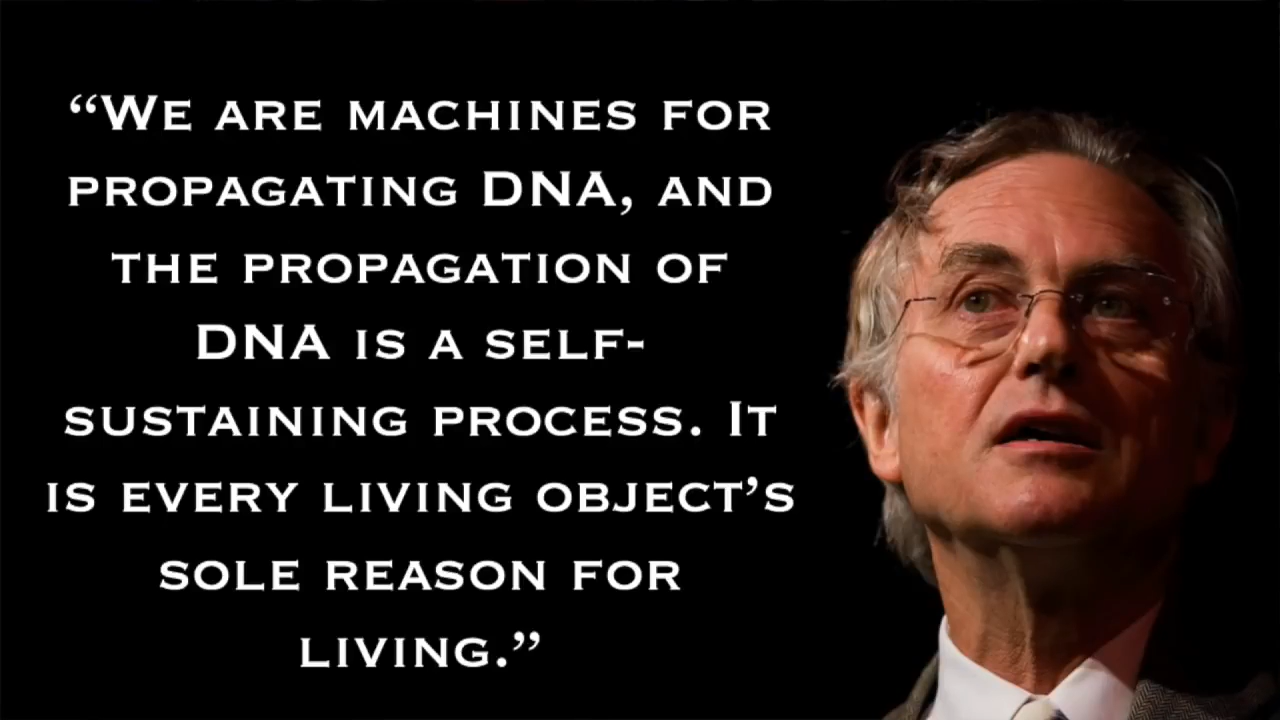 “We are machines for
propagating DNA, and
the propagation of
DNA is a self-
sustaining process. It
is every living object’s
sole reason for
living.”